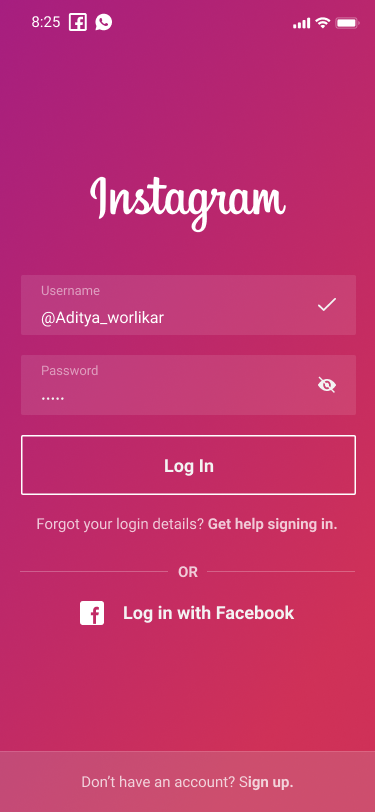 8:25
Instagram
Username
@Aditya_worlikar
Password
.....
Log In
Forgot your login details? Get help signing in.
OR
Log in with Facebook
Don’t have an account? Sign up.